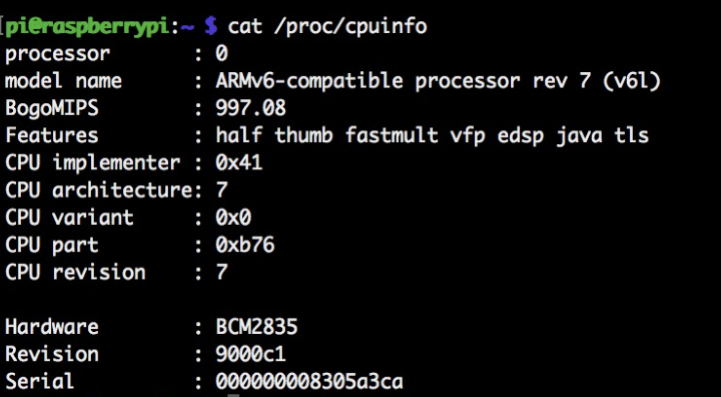 pi@raspberrypi:~ $ cat /proc/cpuinfo
processor : 0
model name : ARMv6-compatible processor rev 7 (v6l)
BogoMIPS : 997.08
Features : half thumb fastmult vfp edsp java tls
CPU implementer : 0x41
CPU architecture: 7
CPU variant : 0x0
CPU part : 0xb76
CPU revision : 7
Hardware : BCM2835
Revision : 9000c1
Serial : 000000008305a3ca